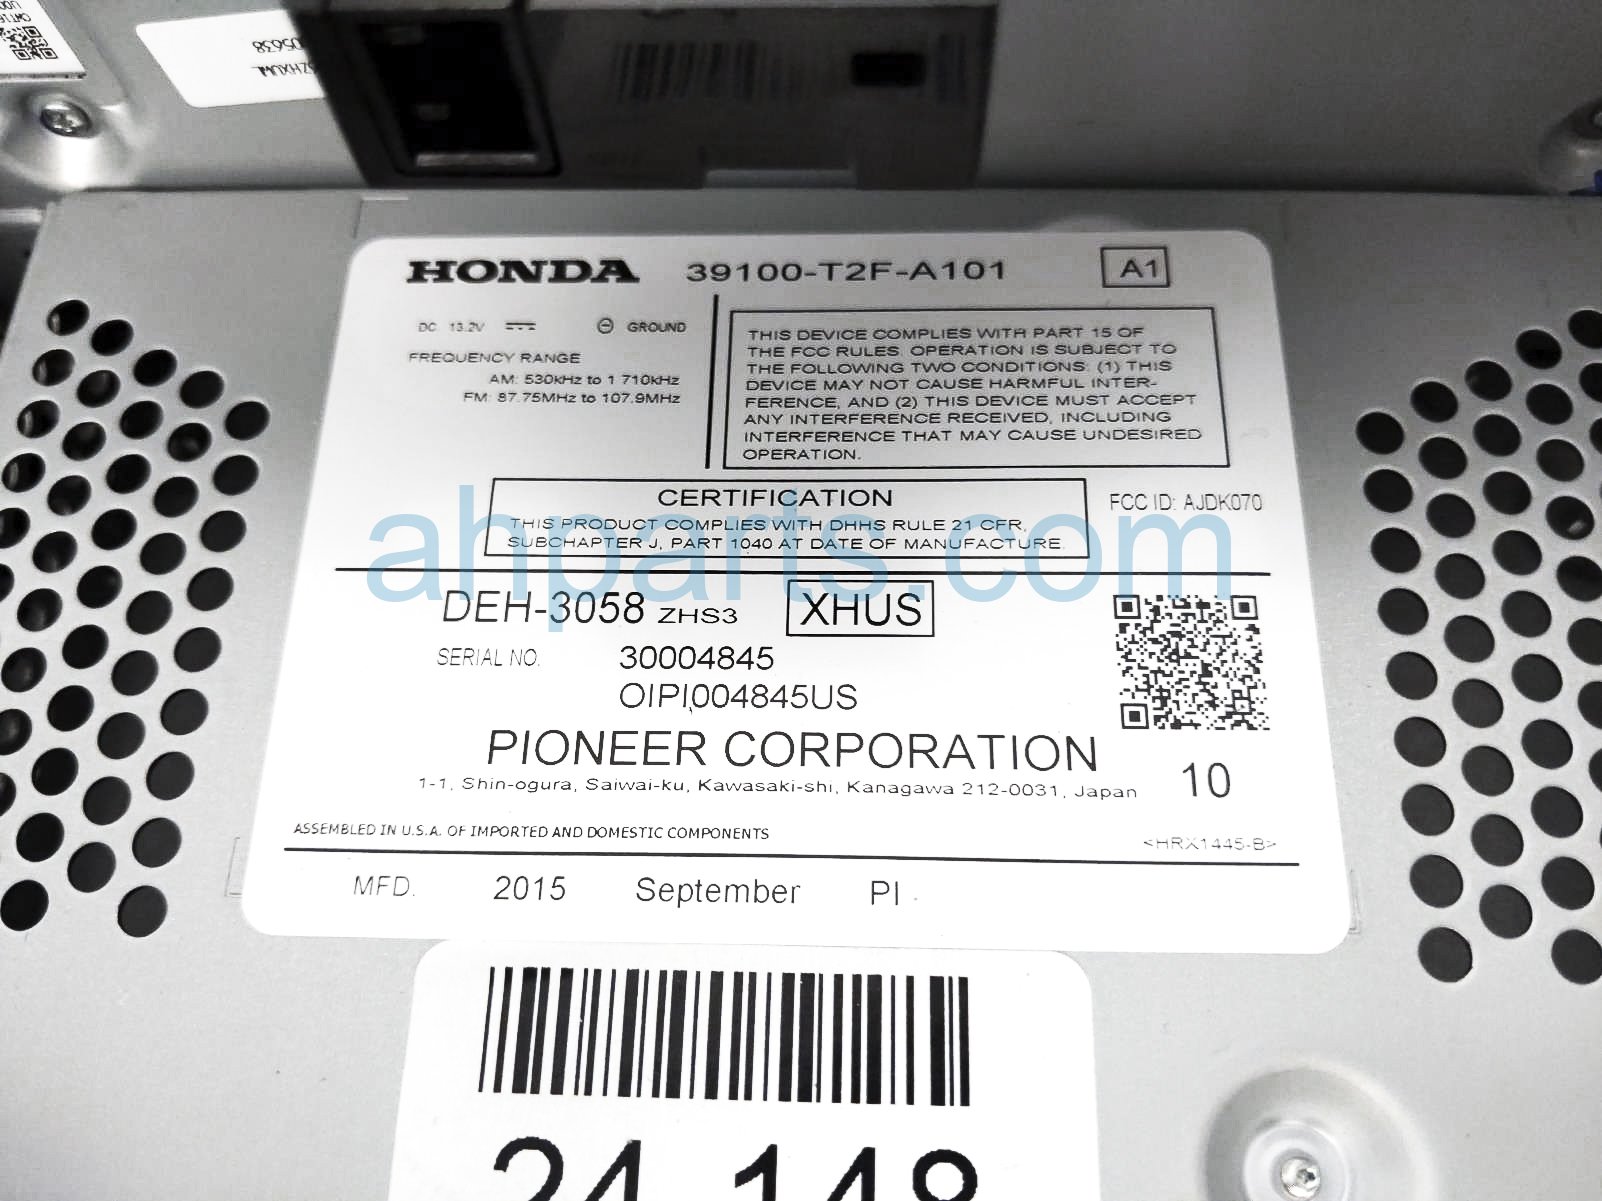 HONDA 39100-T2F-A101 A1
DC 13.2V GROUND
FREQUENCY RANGE
AM: 530kHz to 1 710kHz
FM: 87.75MHz to 107.9MHz
THIS DEVICE COMPLIES WITH PART 15 OF
THE FCC RULES. OPERATION IS SUBJECT TO
THE FOLLOWING TWO CONDITIONS: (1) THIS
DEVICE MAY NOT CAUSE HARMFUL INTER-
FERENCE, AND (2) THIS DEVICE MUST ACCEPT
ANY INTERFERENCE RECEIVED, INCLUDING
INTERFERENCE THAT MAY CAUSE UNDESIRED
OPERATION.
CERTIFICATION
THIS PRODUCT COMPLIES WITH DHHS RULE 21 CFR,
SUBCHAPTER J, PART 1040 AT DATE OF MANUFACTURE.
FCC ID: AJDK070
ahparts.com
DEH-3058 ZHS3 XHUS
SERIAL NO. 30004845
OIPI004845US
PIONEER CORPORATION
1-1, Shin-ogura, Saiwai-ku, Kawasaki-shi, Kanagawa 212-0031, Japan
10
ASSEMBLED IN U.S.A. OF IMPORTED AND DOMESTIC COMPONENTS
<HRX1445-B>
MFD. 2015 September PI
24 148